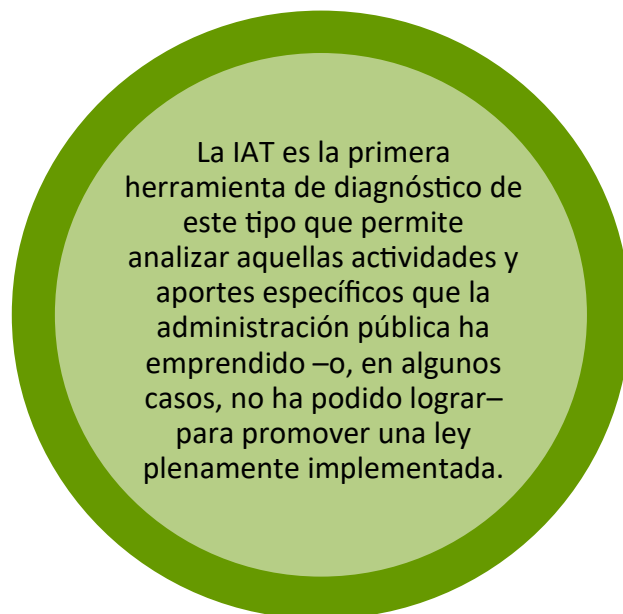 La IAT es la primera
herramienta de diagnóstico de
este tipo que permite
analizar aquellas actividades y
aportes específicos que la
administración pública ha
emprendido –o, en algunos
casos, no ha podido lograr–
para promover una ley
plenamente implementada.